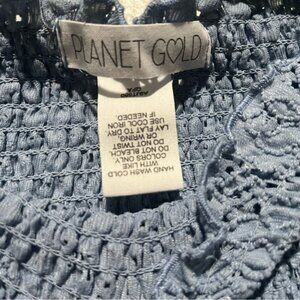 PLANET GOLD
HAND WASH COLD
WITH LIKE
COLORS ONLY.
DO NOT BLEACH.
DO NOT TWIST
OR WRING.
LAY FLAT TO DRY.
USE COOL IRON
IF NEEDED.